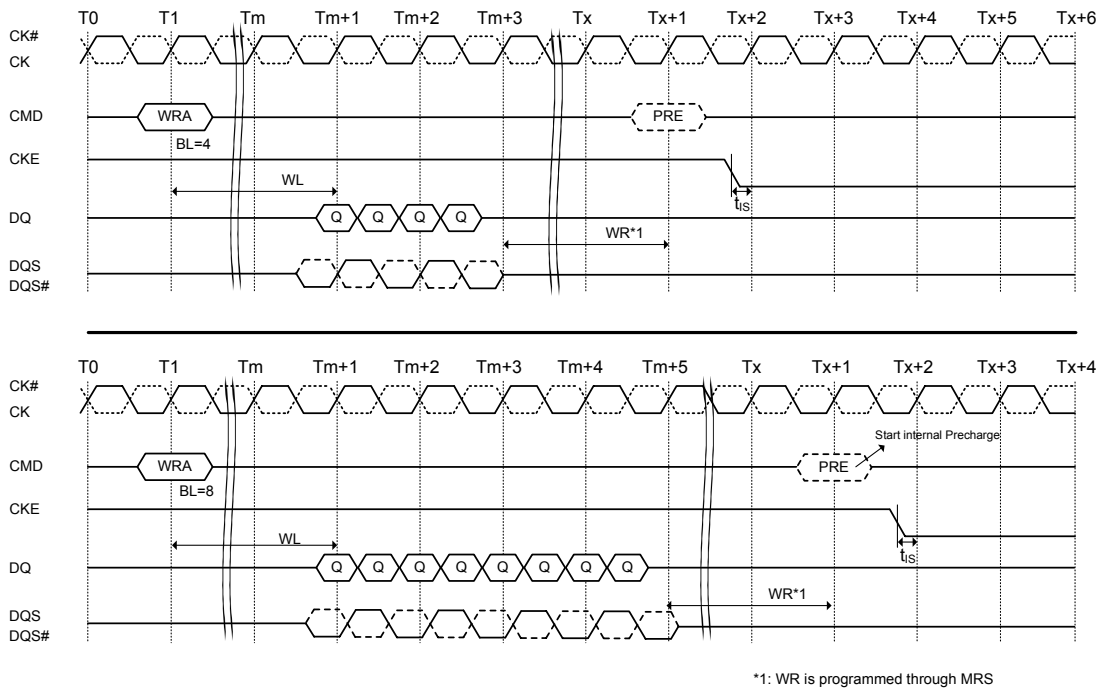 T0 T1 Tm Tm+1 Tm+2 Tm+3 Tx Tx+1 Tx+2 Tx+3 Tx+4 Tx+5 Tx+6
CK#
CK
CMD WRA PRE
BL=4
CKE
WL
tIS
DQ Q Q Q Q
WR*1
DQS
DQS#
T0 T1 Tm Tm+1 Tm+2 Tm+3 Tm+4 Tm+5 Tx Tx+1 Tx+2 Tx+3 Tx+4
CK#
CK
Start internal Precharge
CMD WRA PRE
BL=8
CKE
WL
tIS
DQ Q Q Q Q Q Q Q Q
WR*1
DQS
DQS#
*1: WR is programmed through MRS